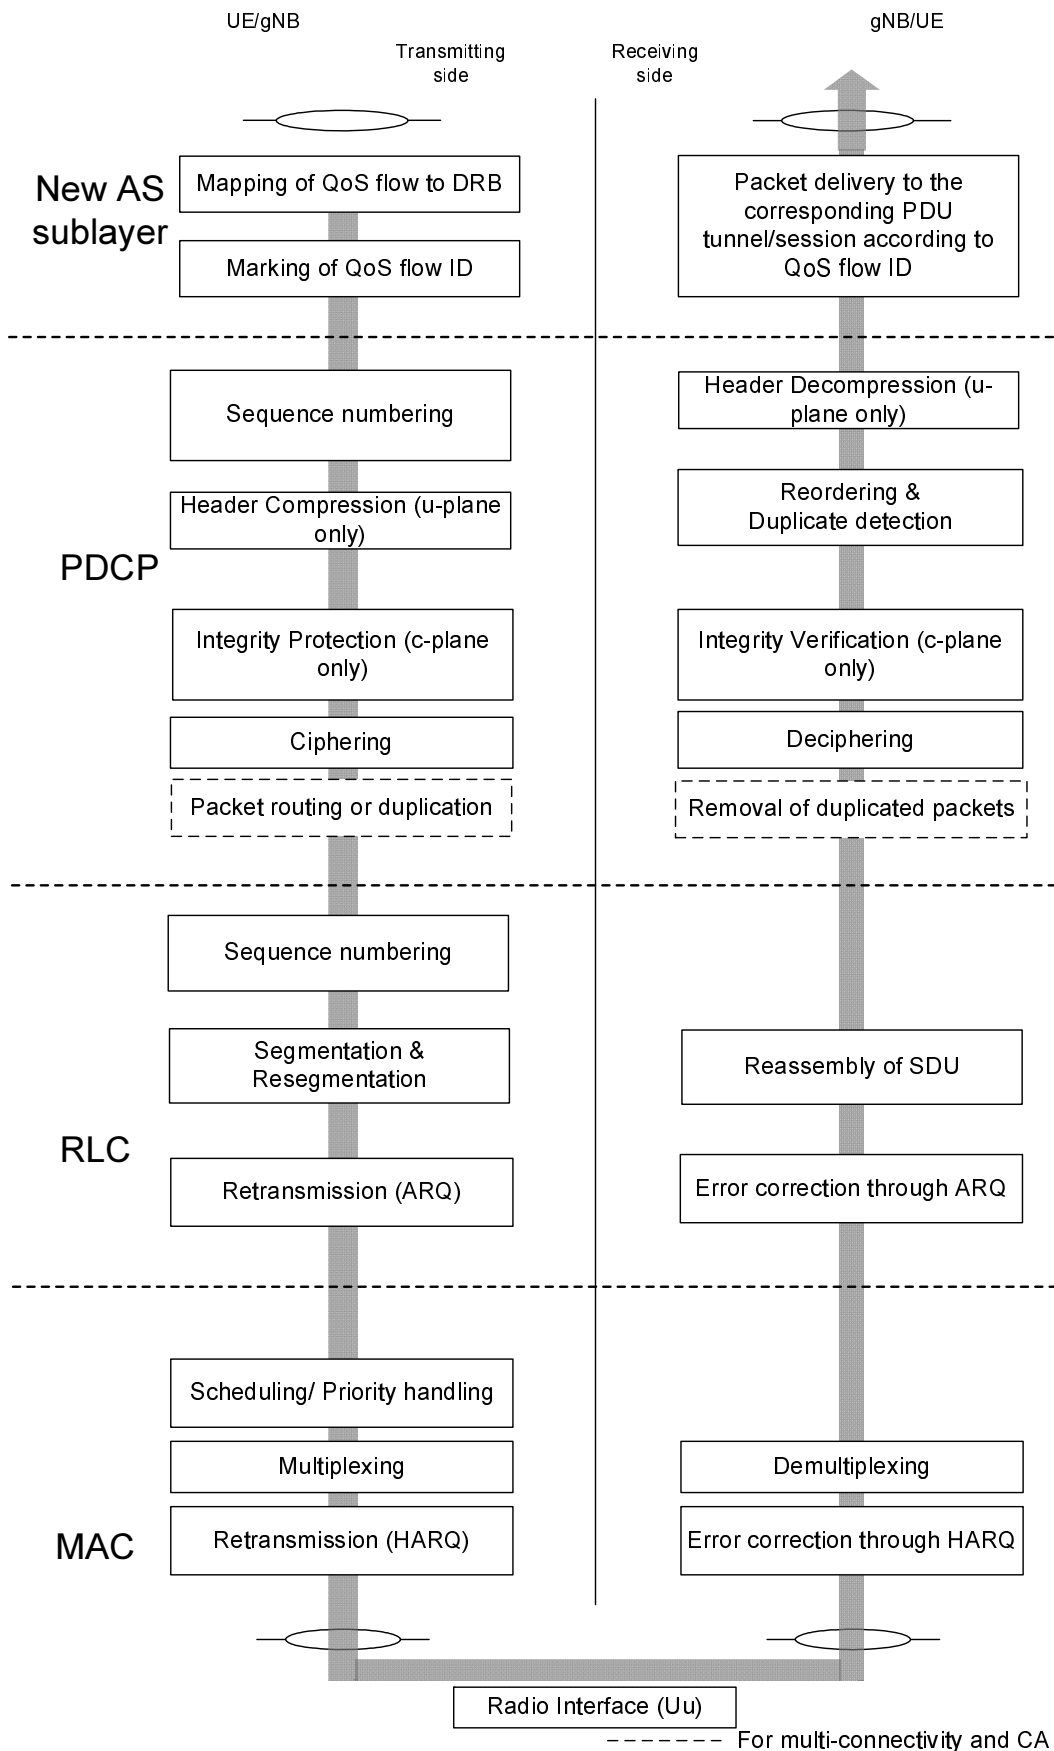 UE/gNB
gNB/UE
Transmitting
side
Receiving
side
New AS
sublayer
Mapping of QoS flow to DRB
Marking of QoS flow ID
Packet delivery to the
corresponding PDU
tunnel/session according to
QoS flow ID
PDCP
Sequence numbering
Header Compression (u-plane
only)
Integrity Protection (c-plane
only)
Ciphering
Packet routing or duplication
Header Decompression (u-
plane only)
Reordering &
Duplicate detection
Integrity Verification (c-plane
only)
Deciphering
Removal of duplicated packets
RLC
Sequence numbering
Segmentation &
Resegmentation
Retransmission (ARQ)
Reassembly of SDU
Error correction through ARQ
MAC
Scheduling/ Priority handling
Multiplexing
Retransmission (HARQ)
Demultiplexing
Error correction through HARQ
Radio Interface (Uu)
For multi-connectivity and CA